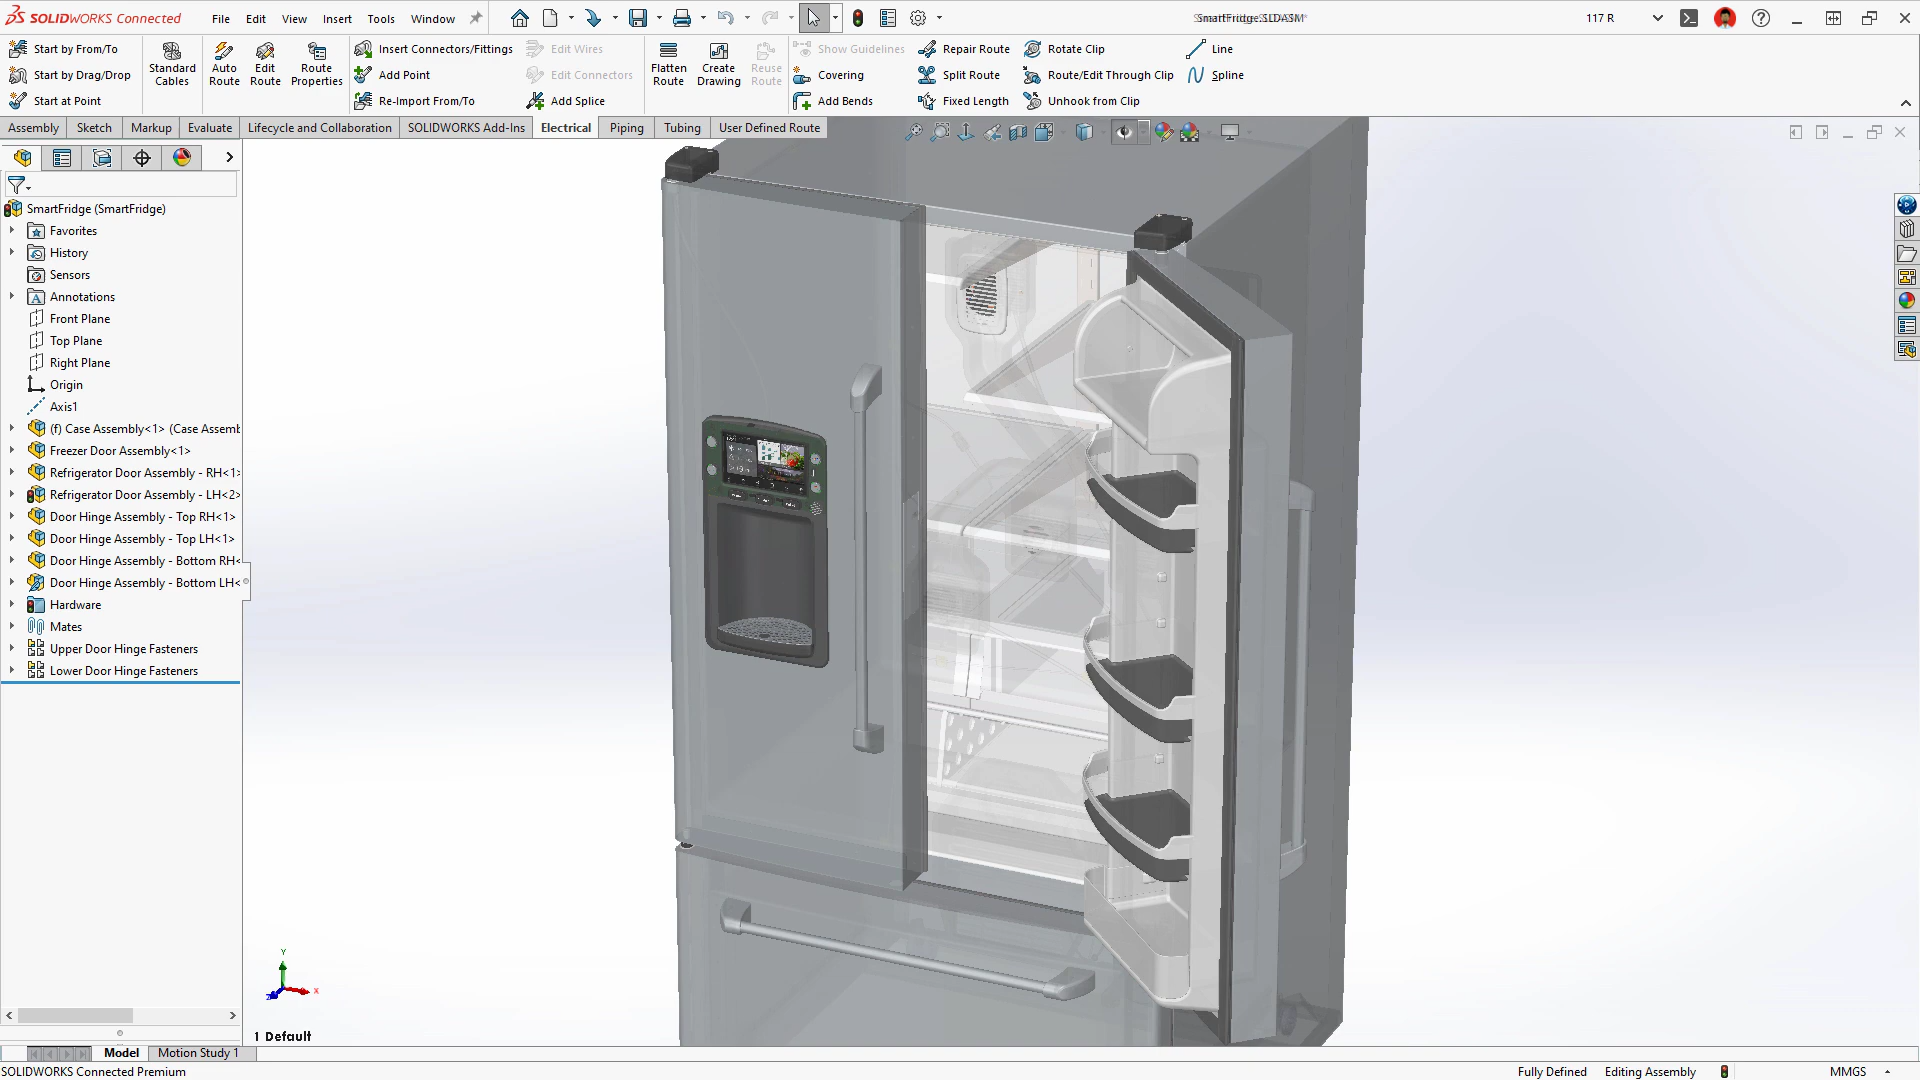 SOLIDWORKS Connected File Edit View Insert Tools Window 117 R
Start by From/To Insert Connectors/Fittings Edit Wires Show Guidelines Repair Route Rotate Clip Line
Start by Drag/Drop Standard Cables Auto Route Edit Route Route Properties Add Point Edit Connectors Flatten Route Create Drawing Reuse Route Covering Split Route Route/Edit Through Clip Spline
Start at Point Re-Import From/To Add Splice Add Bends Fixed Length Unhook from Clip
Assembly Sketch Markup Evaluate Lifecycle and Collaboration SOLIDWORKS Add-Ins Electrical Piping Tubing User Defined Route
SmartFridge (SmartFridge)
Favorites
History
Sensors
Annotations
Front Plane
Top Plane
Right Plane
Origin
Axis1
(f) Case Assembly<1> (Case Assemb
Freezer Door Assembly<1>
Refrigerator Door Assembly - RH<1>
Refrigerator Door Assembly - LH<2>
Door Hinge Assembly - Top RH<1>
Door Hinge Assembly - Top LH<1>
Door Hinge Assembly - Bottom RH<
Door Hinge Assembly - Bottom LH<
Hardware
Mates
Upper Door Hinge Fasteners
Lower Door Hinge Fasteners
Y
X
Z
1 Default
Model Motion Study 1
SOLIDWORKS Connected Premium Fully Defined Editing Assembly MMGS